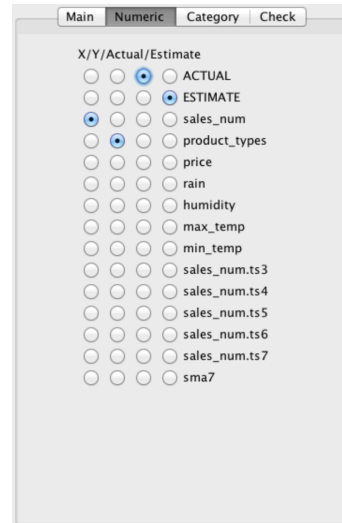 Main Numeric Category Check
X/Y/Actual/Estimate
ACTUAL
ESTIMATE
sales_num
product_types
price
rain
humidity
max_temp
min_temp
sales_num.ts3
sales_num.ts4
sales_num.ts5
sales_num.ts6
sales_num.ts7
sma7